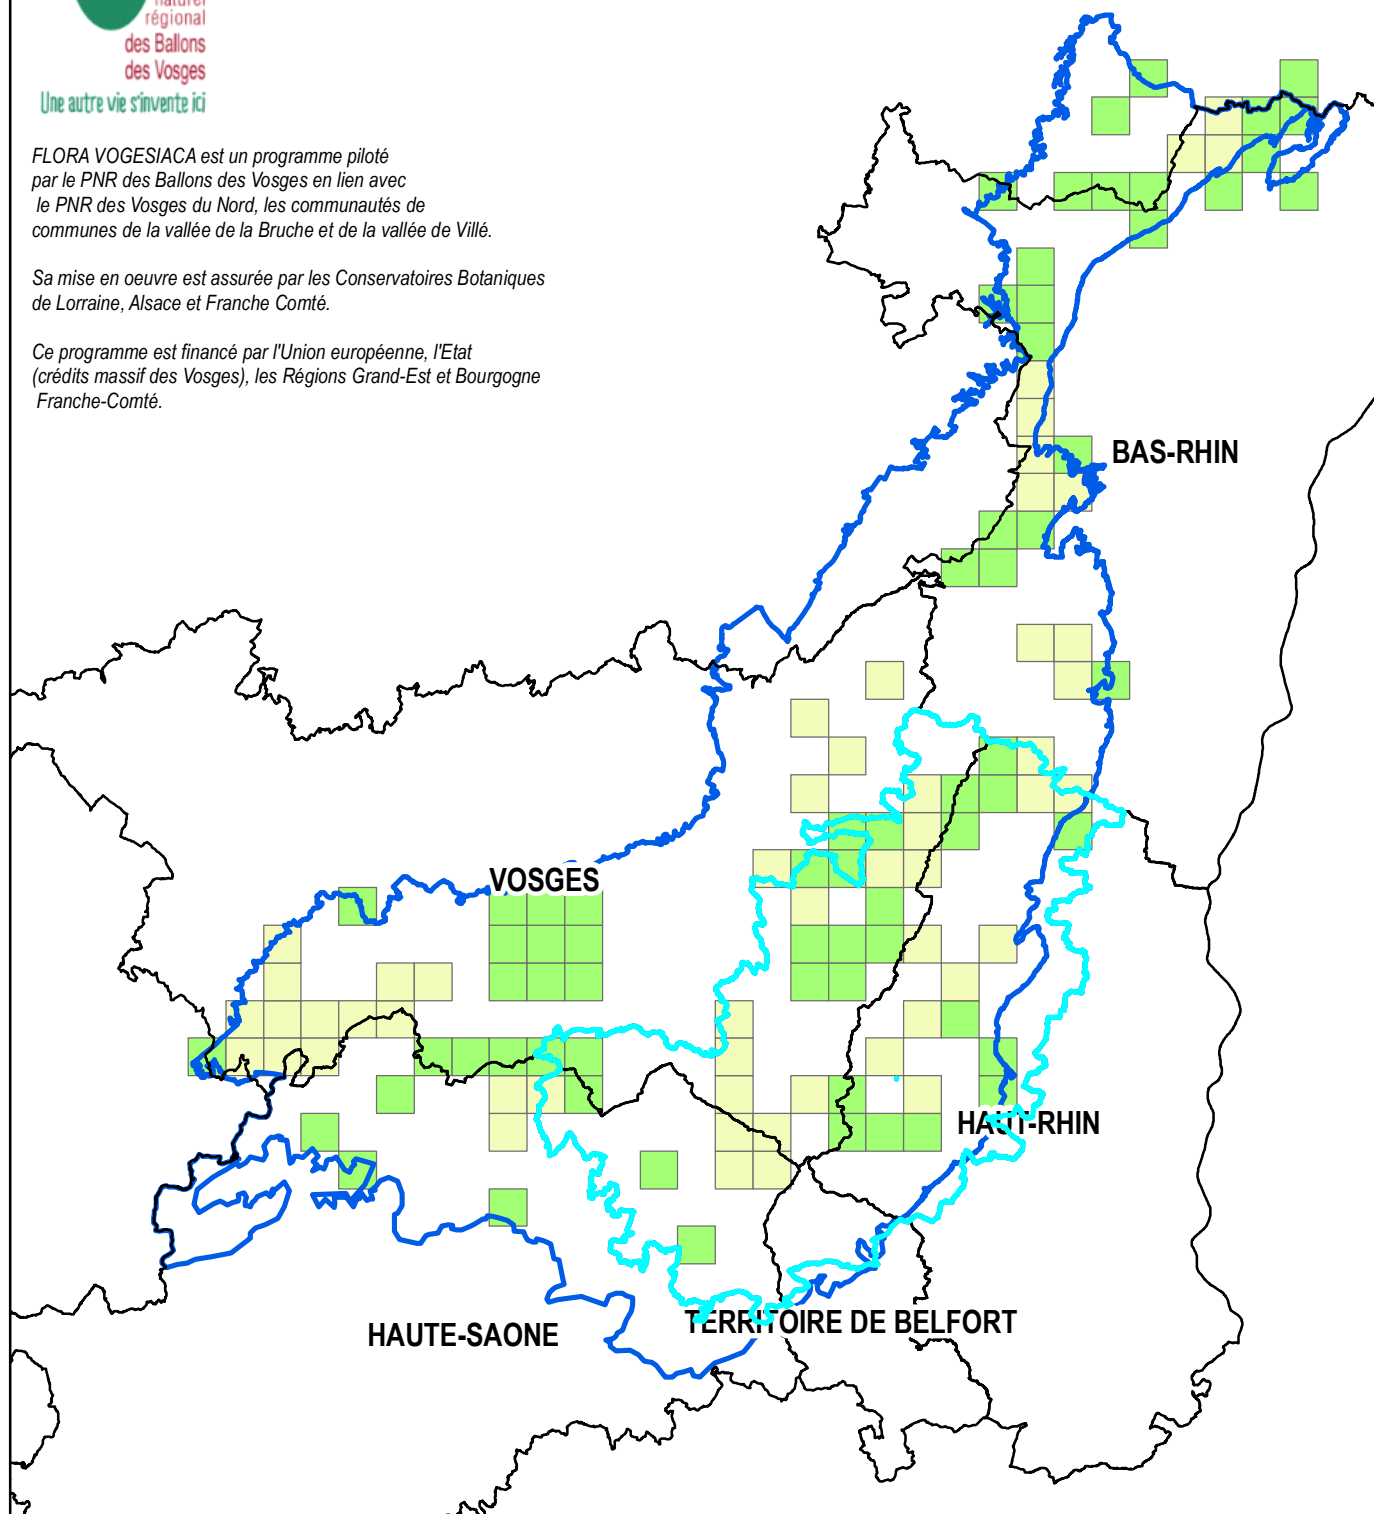 naturel
régional
des Ballons
des Vosges
Une autre vie s'invente ici
FLORA VOGESIACA est un programme piloté
par le PNR des Ballons des Vosges en lien avec
le PNR des Vosges du Nord, les communautés de
communes de la vallée de la Bruche et de la vallée de Villé.
Sa mise en oeuvre est assurée par les Conservatoires Botaniques
de Lorraine, Alsace et Franche Comté.
Ce programme est financé par l'Union européenne, l'Etat
(crédits massif des Vosges), les Régions Grand-Est et Bourgogne
Franche-Comté.
BAS-RHIN
VOSGES
HAUT-RHIN
TERRITOIRE DE BELFORT
HAUTE-SAONE